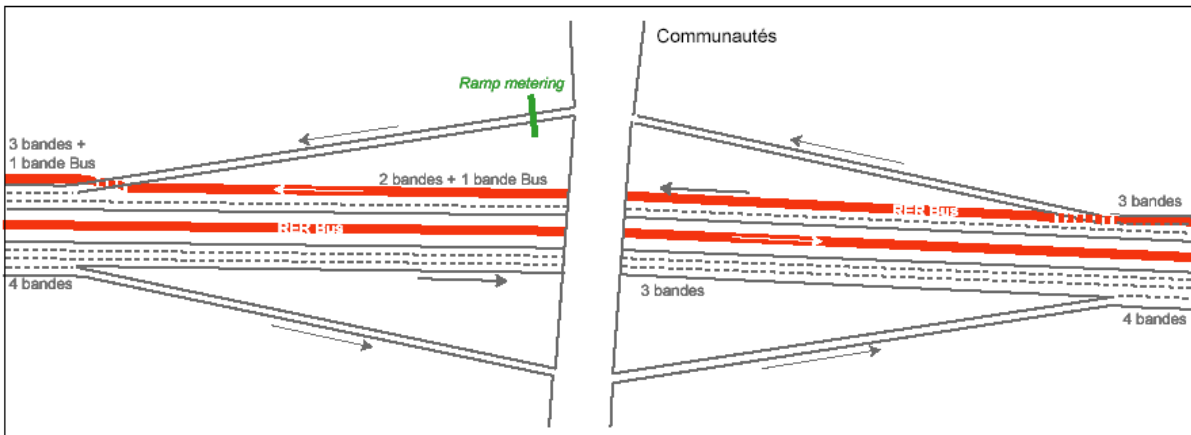 Communautés
Ramp metering
3 bandes +
1 bande Bus
2 bandes + 1 bande Bus
RER Bus
3 bandes
RER Bus
4 bandes
3 bandes
4 bandes